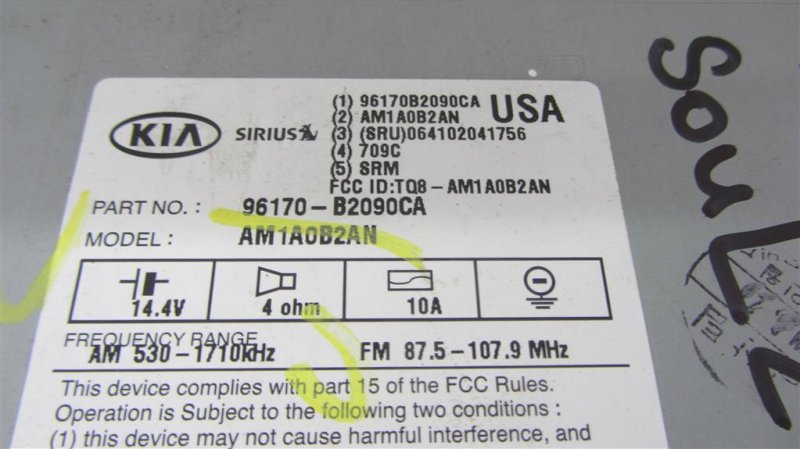 KIA SIRIUS
(1) 96170B2090CA USA
(2) AM1A0B2AN
(3) (SRU)064102041756
(4) 709C
(5) SRM
FCC ID:TQ8-AM1A0B2AN
PART NO. : 96170-B2090CA
MODEL : AM1A0B2AN
14.4V 4 ohm 10A
FREQUENCY RANGE
AM 530-1710kHz FM 87.5-107.9 MHz
This device complies with part 15 of the FCC Rules.
Operation is Subject to the following two conditions :
(1) this device may not cause harmful interference, and
Soul